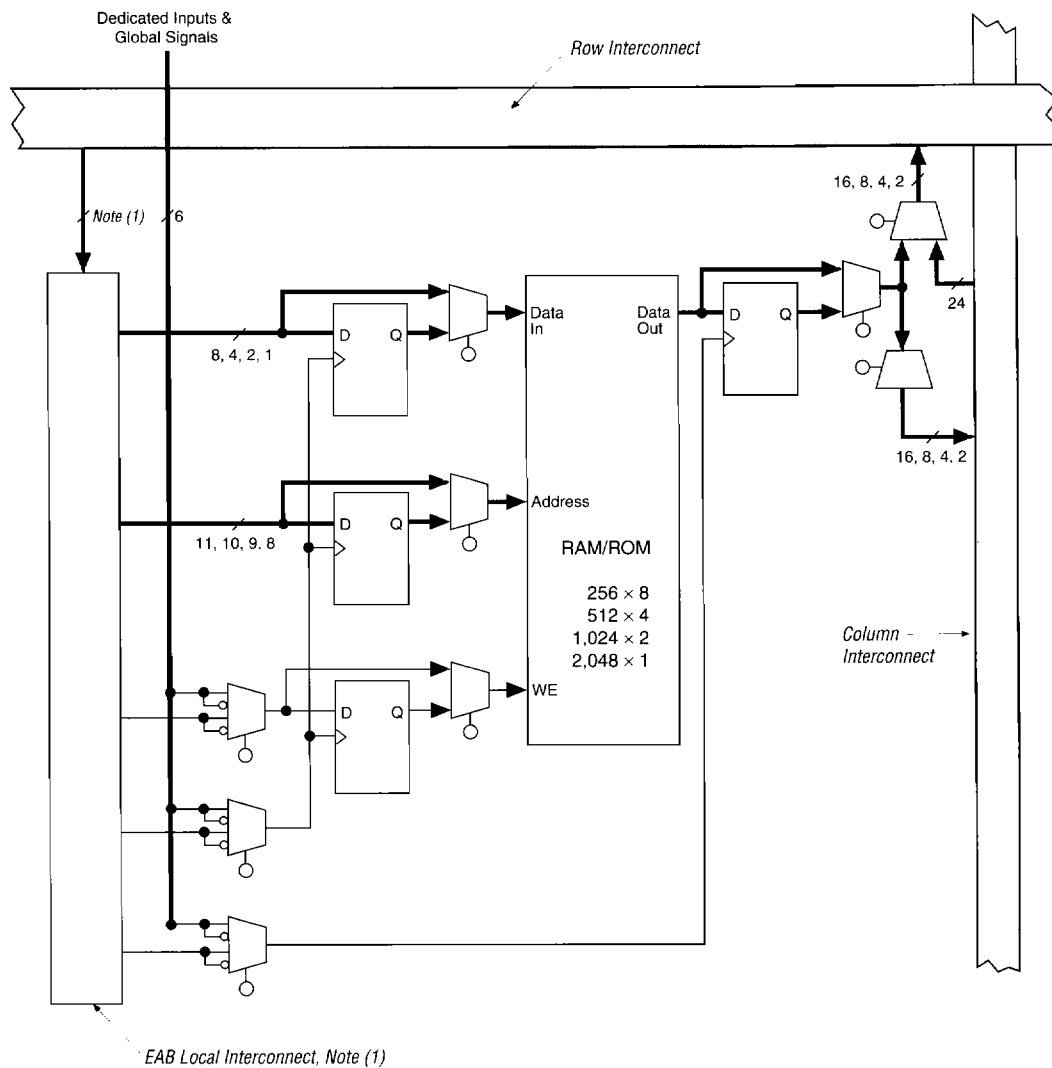 Dedicated Inputs &
Global Signals
Row Interconnect
16, 8, 4, 2
Note (1)
6
24
D
Q
Data
In
Data
Out
D
Q
8, 4, 2, 1
16, 8, 4, 2
D
Q
Address
11, 10, 9, 8
RAM/ROM
256 × 8
512 × 4
1,024 × 2
2,048 × 1
Column
Interconnect
WE
D
Q
EAB Local Interconnect, Note (1)